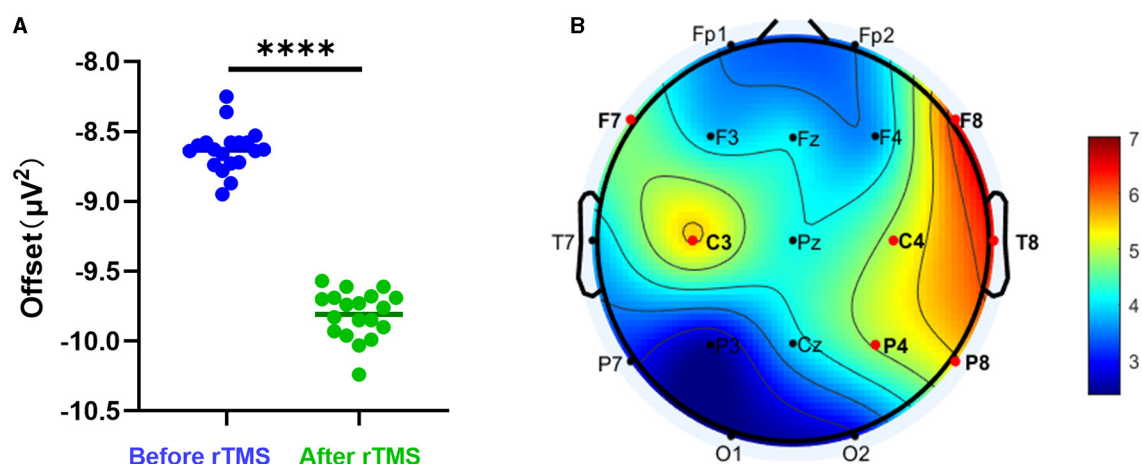 A
****
-8.0
-8.5
-9.0
-9.5
-10.0
-10.5
Offset(μV²)
Before rTMS
After rTMS
B
Fp1
Fp2
F7
F3
Fz
F4
F8
T7
C3
Pz
C4
T8
P7
P3
Cz
P4
P8
O1
O2
7
6
5
4
3